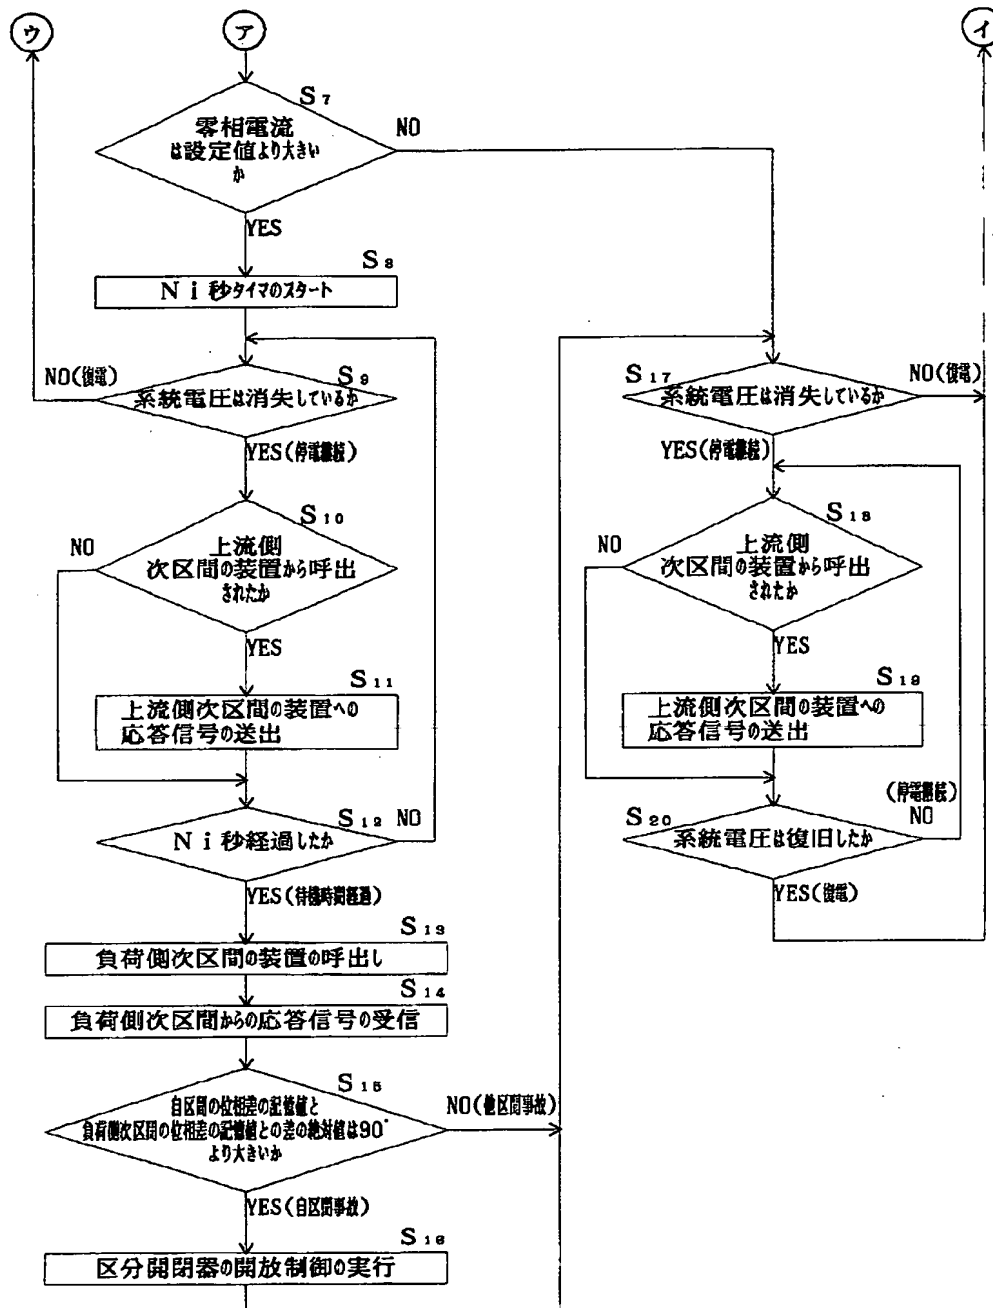 ウ
ア
イ
S7
零相電流
は設定値より大きい
か
NO
YES
S8
Ni秒タイマのスタート
NO(復電)
S9
系統電圧は消失しているか
YES(停電継続)
S10
上流側
次区間の装置から呼出
されたか
NO
YES
S11
上流側次区間の装置への
応答信号の送出
S12
NO
Ni秒経過したか
YES(待機時間経過)
S13
負荷側次区間の装置の呼出し
S14
負荷側次区間からの応答信号の受信
S15
自区間の位相差の記憶値と
負荷側次区間の位相差の記憶値との差の絶対値は90°
より大きいか
NO(他区間事故)
YES(自区間事故)
S16
区分開閉器の開放制御の実行
S17
NO(復電)
系統電圧は消失しているか
YES(停電継続)
S18
上流側
次区間の装置から呼出
されたか
NO
YES
S19
上流側次区間の装置への
応答信号の送出
(停電継続)
NO
S20
系統電圧は復旧したか
YES(復電)